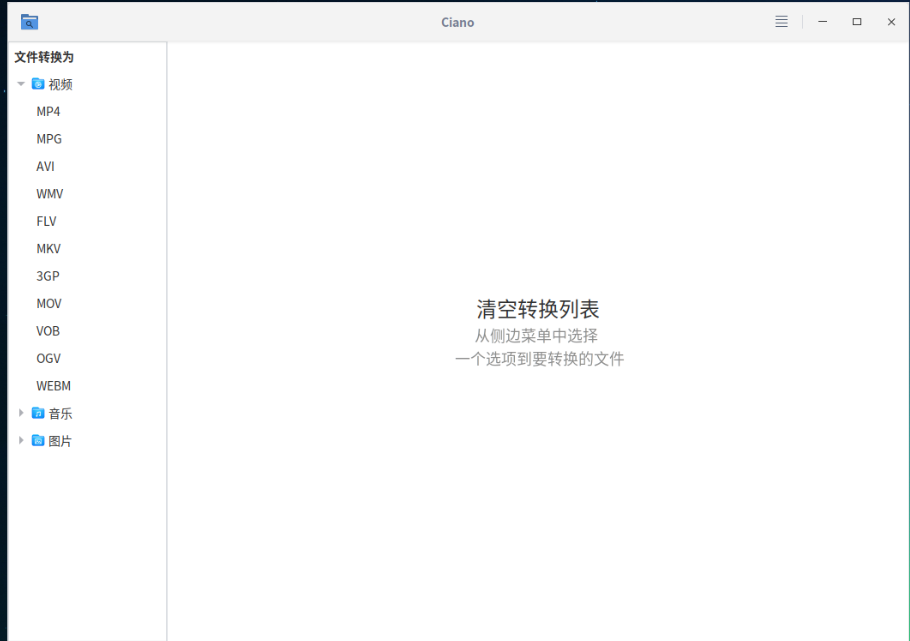 Ciano
文件转换为
视频
MP4
MPG
AVI
WMV
FLV
MKV
3GP
MOV
VOB
OGV
WEBM
音乐
图片
清空转换列表
从侧边菜单中选择
一个选项到要转换的文件